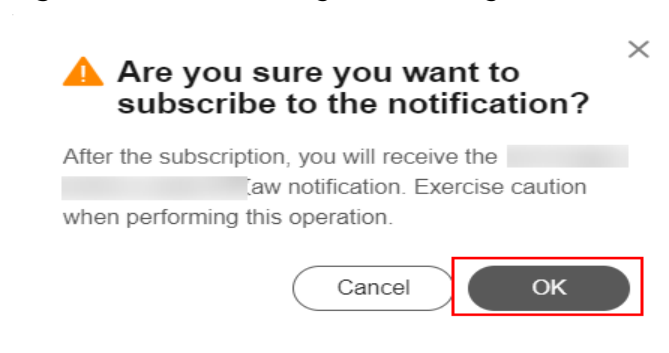 Are you sure you want to
subscribe to the notification?
After the subscription, you will receive the
notification. Exercise caution
when performing this operation.
Cancel
OK